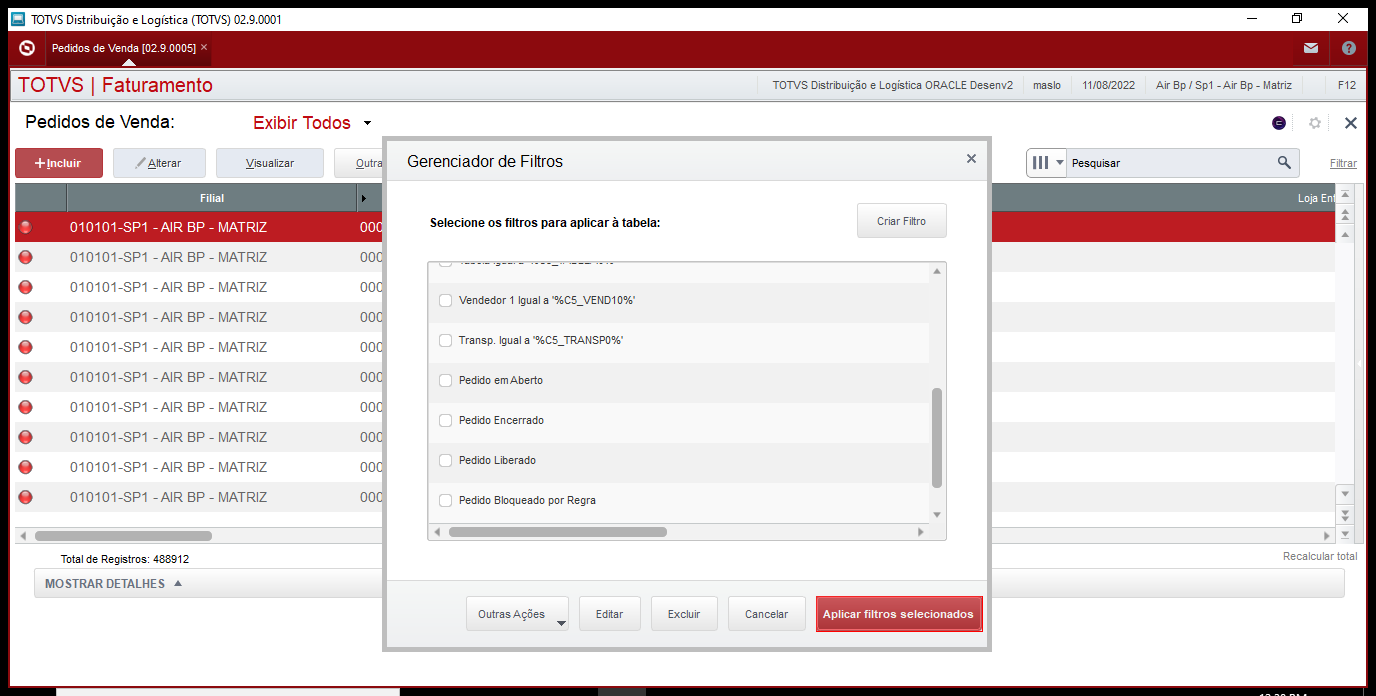 TOTVS Distribuição e Logística (TOTVS) 02.9.0001
Pedidos de Venda [02.9.0005] ×
TOTVS | Faturamento
TOTVS Distribuição e Logística ORACLE Desenv2
maslo
11/08/2022
Air Bp / Sp1 - Air Bp - Matriz
F12
Pedidos de Venda:
Exibir Todos
+Incluir
Alterar
Visualizar
Outra
Pesquisar
Filtrar
Filial
Loja Ent
010101-SP1 - AIR BP - MATRIZ 000
010101-SP1 - AIR BP - MATRIZ 000
010101-SP1 - AIR BP - MATRIZ 000
010101-SP1 - AIR BP - MATRIZ 000
010101-SP1 - AIR BP - MATRIZ 000
010101-SP1 - AIR BP - MATRIZ 000
010101-SP1 - AIR BP - MATRIZ 000
010101-SP1 - AIR BP - MATRIZ 000
010101-SP1 - AIR BP - MATRIZ 000
010101-SP1 - AIR BP - MATRIZ 000
Total de Registros: 488912
Recalcular total
MOSTRAR DETALHES
Gerenciador de Filtros
Selecione os filtros para aplicar à tabela:
Criar Filtro
Vendedor 1 Igual a '%C5_VEND10%'
Transp. Igual a '%C5_TRANSP0%'
Pedido em Aberto
Pedido Encerrado
Pedido Liberado
Pedido Bloqueado por Regra
Outras Ações
Editar
Excluir
Cancelar
Aplicar filtros selecionados